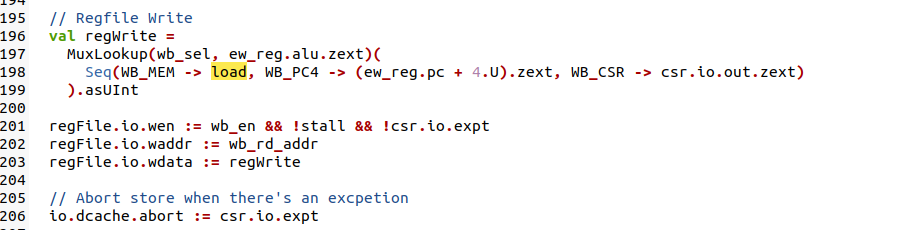 195 // Regfile Write
196 val regWrite =
197 MuxLookup(wb_sel, ew_reg.alu.zext)(
198 Seq(WB_MEM -> load, WB_PC4 -> (ew_reg.pc + 4.U).zext, WB_CSR -> csr.io.out.zext)
199 ).asUInt
200
201 regFile.io.wen := wb_en && !stall && !csr.io.expt
202 regFile.io.waddr := wb_rd_addr
203 regFile.io.wdata := regWrite
204
205 // Abort store when there's an excpetion
206 io.dcache.abort := csr.io.expt